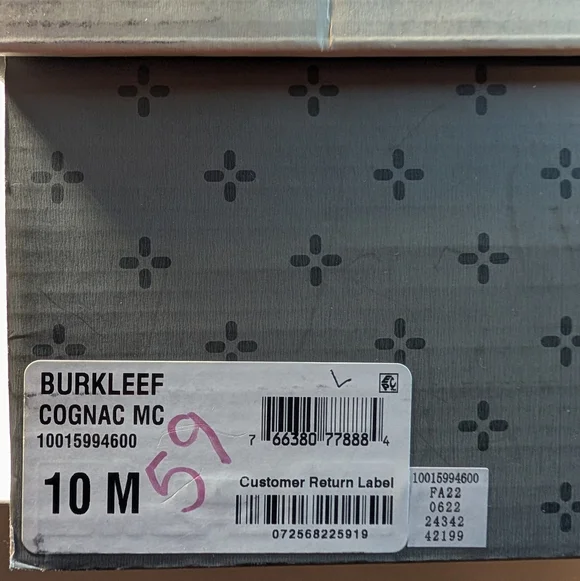 BURKLEEF
COGNAC MC
10015994600
10 M
59
7 66380 77888 4
Customer Return Label
072568225919
10015994600
FA22
0622
24342
42199